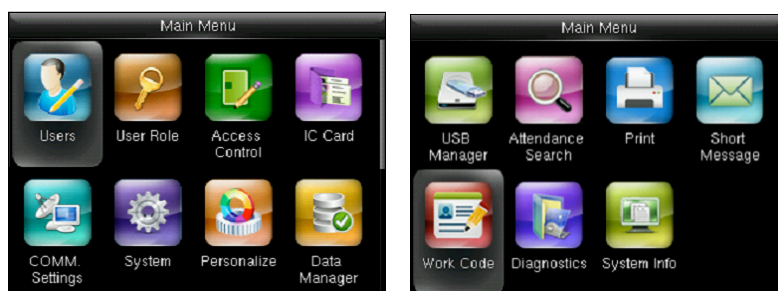 Main Menu
Users
User Role
Access
Control
IC Card
COMM.
Settings
System
Personalize
Data
Manager
Main Menu
USB
Manager
Attendance
Search
Print
Short
Message
Work Code
Diagnostics
System Info